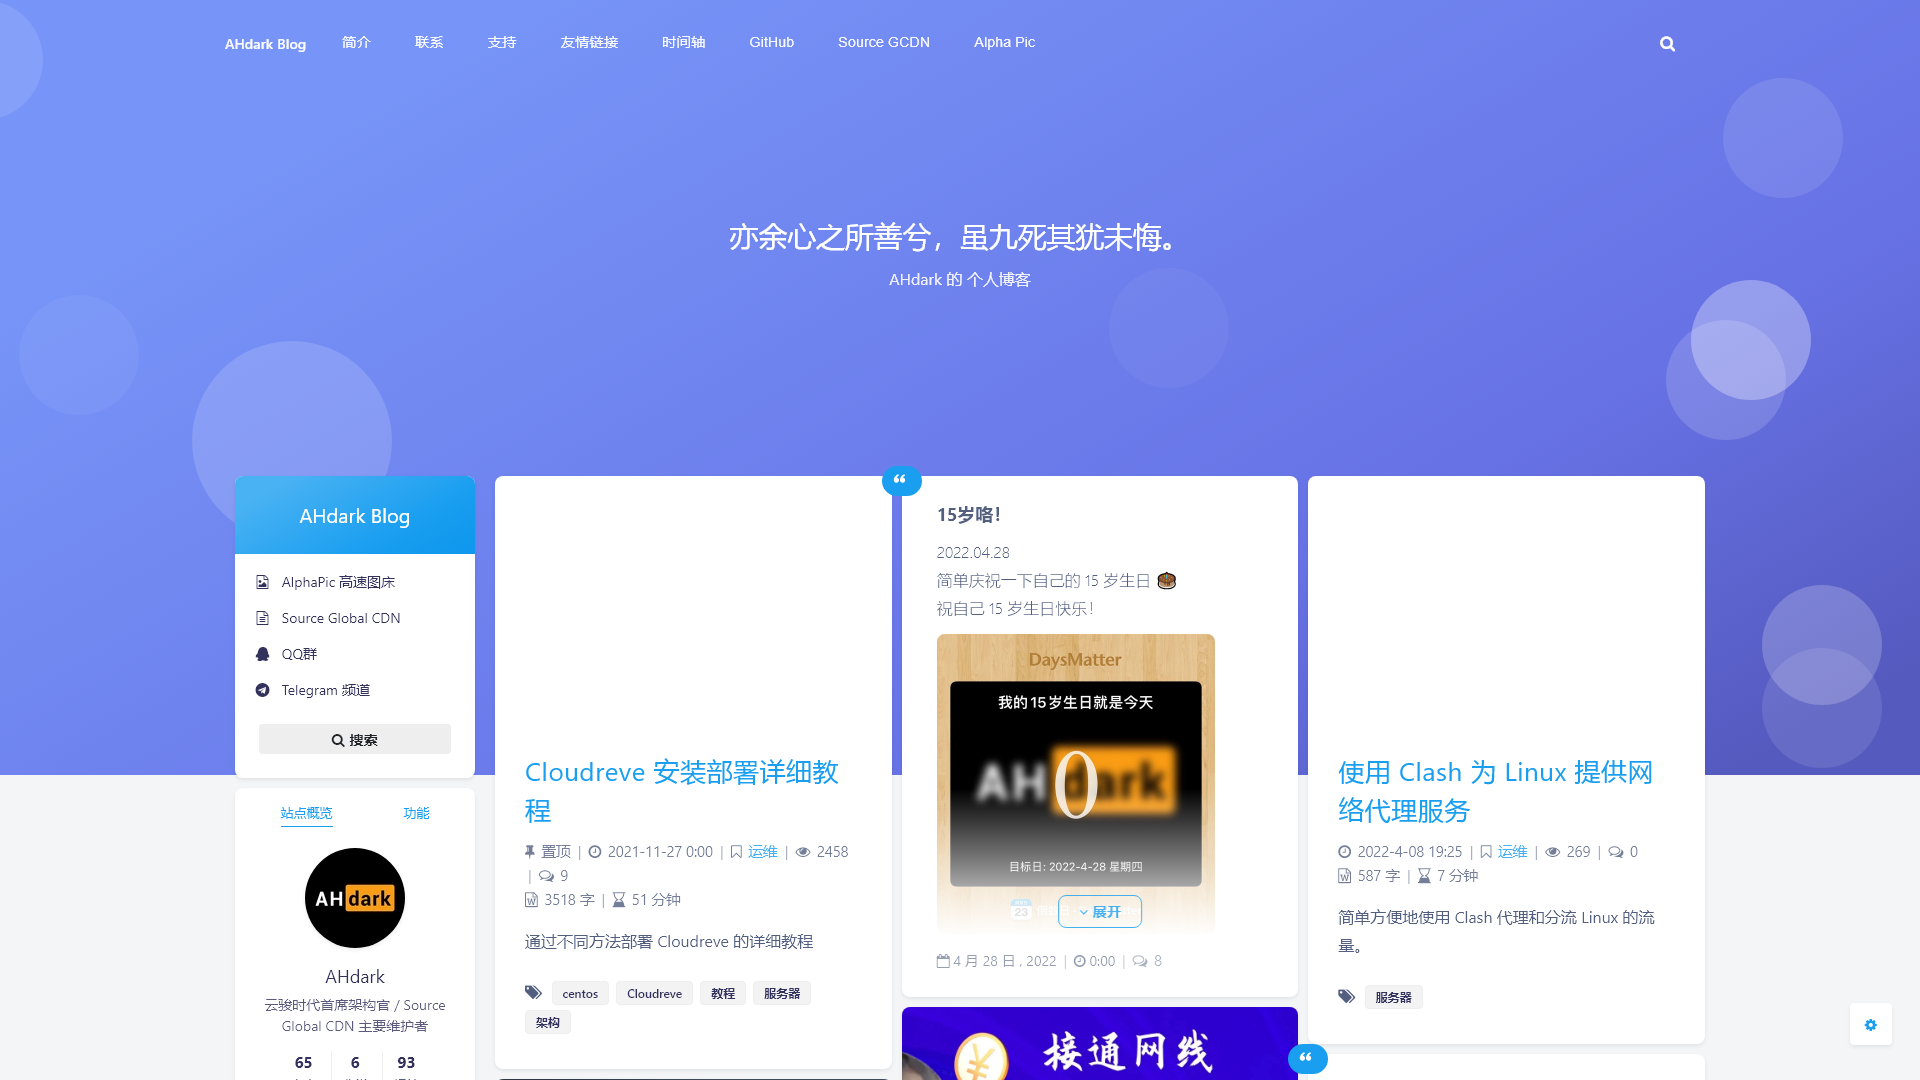 AHdark Blog 简介 联系 支持 友情链接 时间轴 GitHub Source GCDN Alpha Pic
亦余心之所善兮，虽九死其犹未悔。
AHdark 的 个人博客
AHdark Blog
AlphaPic 高速图床
Source Global CDN
QQ群
Telegram 频道
搜索
站点概览 功能
AHdark
AHdark
云骏时代首席架构官 / Source
Global CDN 主要维护者
65 6 93
Cloudreve 安装部署详细教
程
置顶 | 2021-11-27 0:00 | 运维 | 2458
| 9
3518 字 | 51 分钟
通过不同方法部署 Cloudreve 的详细教程
centos Cloudreve 教程 服务器
架构
15岁咯！
2022.04.28
简单庆祝一下自己的 15 岁生日
祝自己 15 岁生日快乐！
DaysMatter
我的15岁生日就是今天
AHdark
0
目标日: 2022-4-28 星期四
23
展开
4 月 28 日 , 2022 | 0:00 | 8
接通网线
使用 Clash 为 Linux 提供网
络代理服务
2022-4-08 19:25 | 运维 | 269 | 0
587 字 | 7 分钟
简单方便地使用 Clash 代理和分流 Linux 的流
量。
服务器